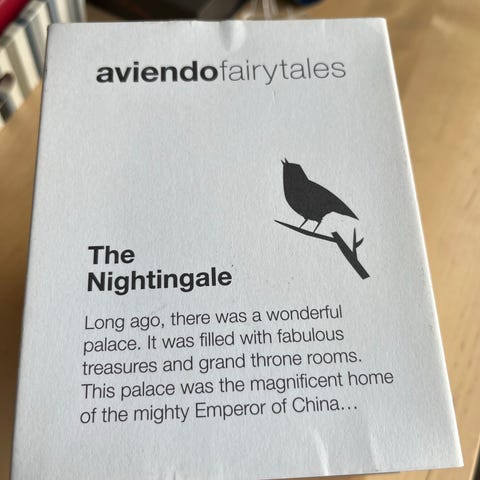 aviendofairytales
The
Nightingale
Long ago, there was a wonderful
palace. It was filled with fabulous
treasures and grand throne rooms.
This palace was the magnificent home
of the mighty Emperor of China...